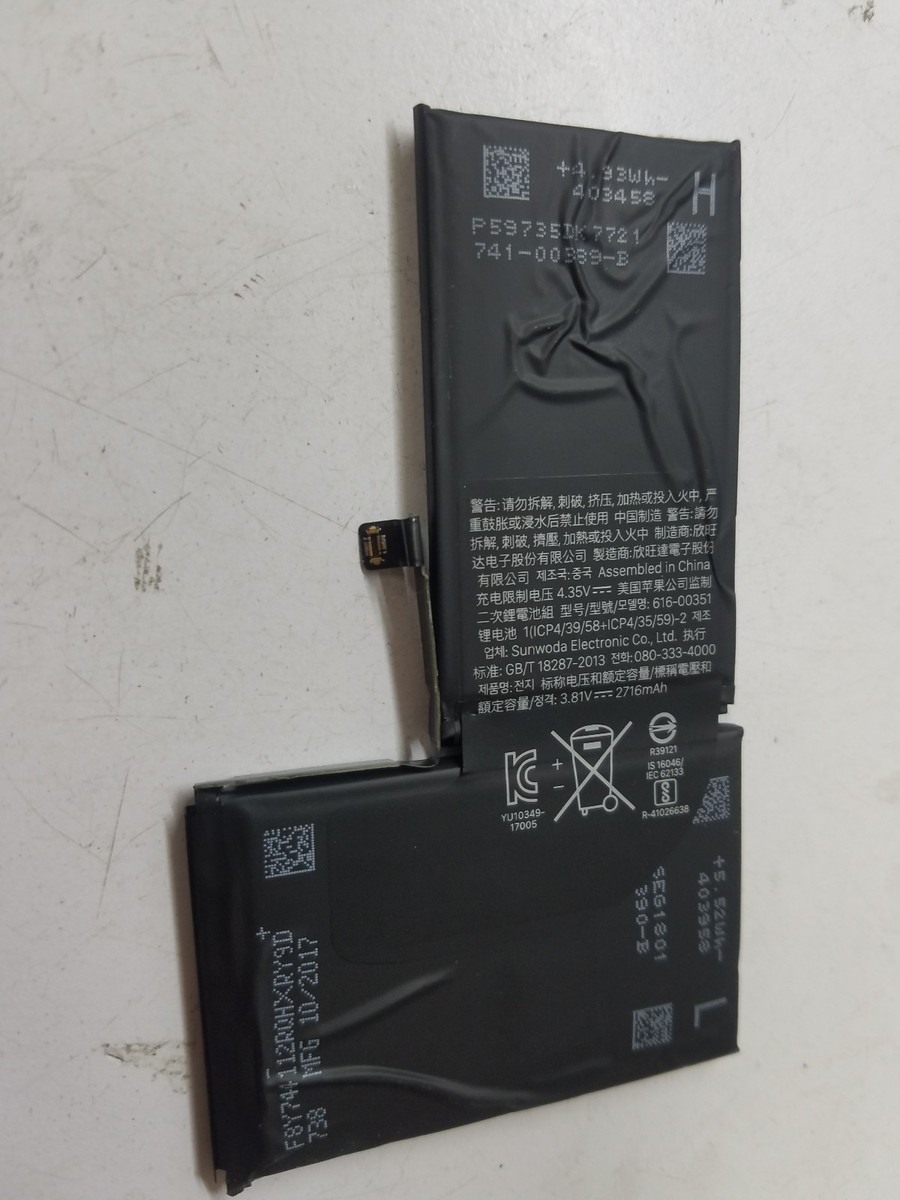 +4.93Wh-
403458
H
P59735DK7721
741-00389-B
警告:请勿拆解, 刺破, 挤压, 加热或投入火中, 严
重鼓胀或浸水后禁止使用 中国制造 警告:請勿
拆解, 刺破, 擠壓, 加熱或投入火中 制造商:欣旺
达电子股份有限公司 製造商:欣旺達電子股份
有限公司 제조국:중국 Assembled in China
充电限制电压 4.35V⎓ 美国苹果公司监制
二次鋰電池組 型号/型號/모델명: 616-00351
锂电池 1(ICP4/39/58+ICP4/35/59)-2 제조
업체: Sunwoda Electronic Co., Ltd. 执行
标准: GB/T 18287-2013 전화: 080-333-4000
제품명: 전지 标称电压和额定容量/標稱電壓和
額定容量/정격: 3.81V⎓ 2716mAh
YU10349-
17005
+
−
R39121
IS 16046/
IEC 62133
R-41026638
+5.52Wh-
403958
390-B
L
+
738 MFG 10/2017